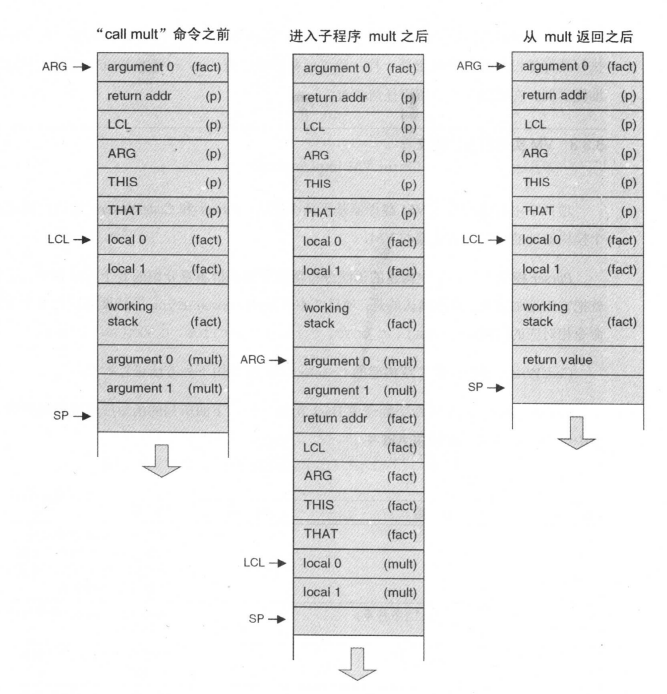 “call mult”命令之前
ARG
argument 0 (fact)
return addr (p)
LCL (p)
ARG (p)
THIS (p)
THAT (p)
LCL
local 0 (fact)
local 1 (fact)
working
stack (fact)
argument 0 (mult)
argument 1 (mult)
SP
进入子程序 mult 之后
argument 0 (fact)
return addr (p)
LCL (p)
ARG (p)
THIS (p)
THAT (p)
local 0 (fact)
local 1 (fact)
working
stack (fact)
ARG
argument 0 (mult)
argument 1 (mult)
return addr (fact)
LCL (fact)
ARG (fact)
THIS (fact)
THAT (fact)
LCL
local 0 (mult)
local 1 (mult)
SP
从 mult 返回之后
ARG
argument 0 (fact)
return addr (p)
LCL (p)
ARG (p)
THIS (p)
THAT (p)
LCL
local 0 (fact)
local 1 (fact)
working
stack (fact)
return value
SP